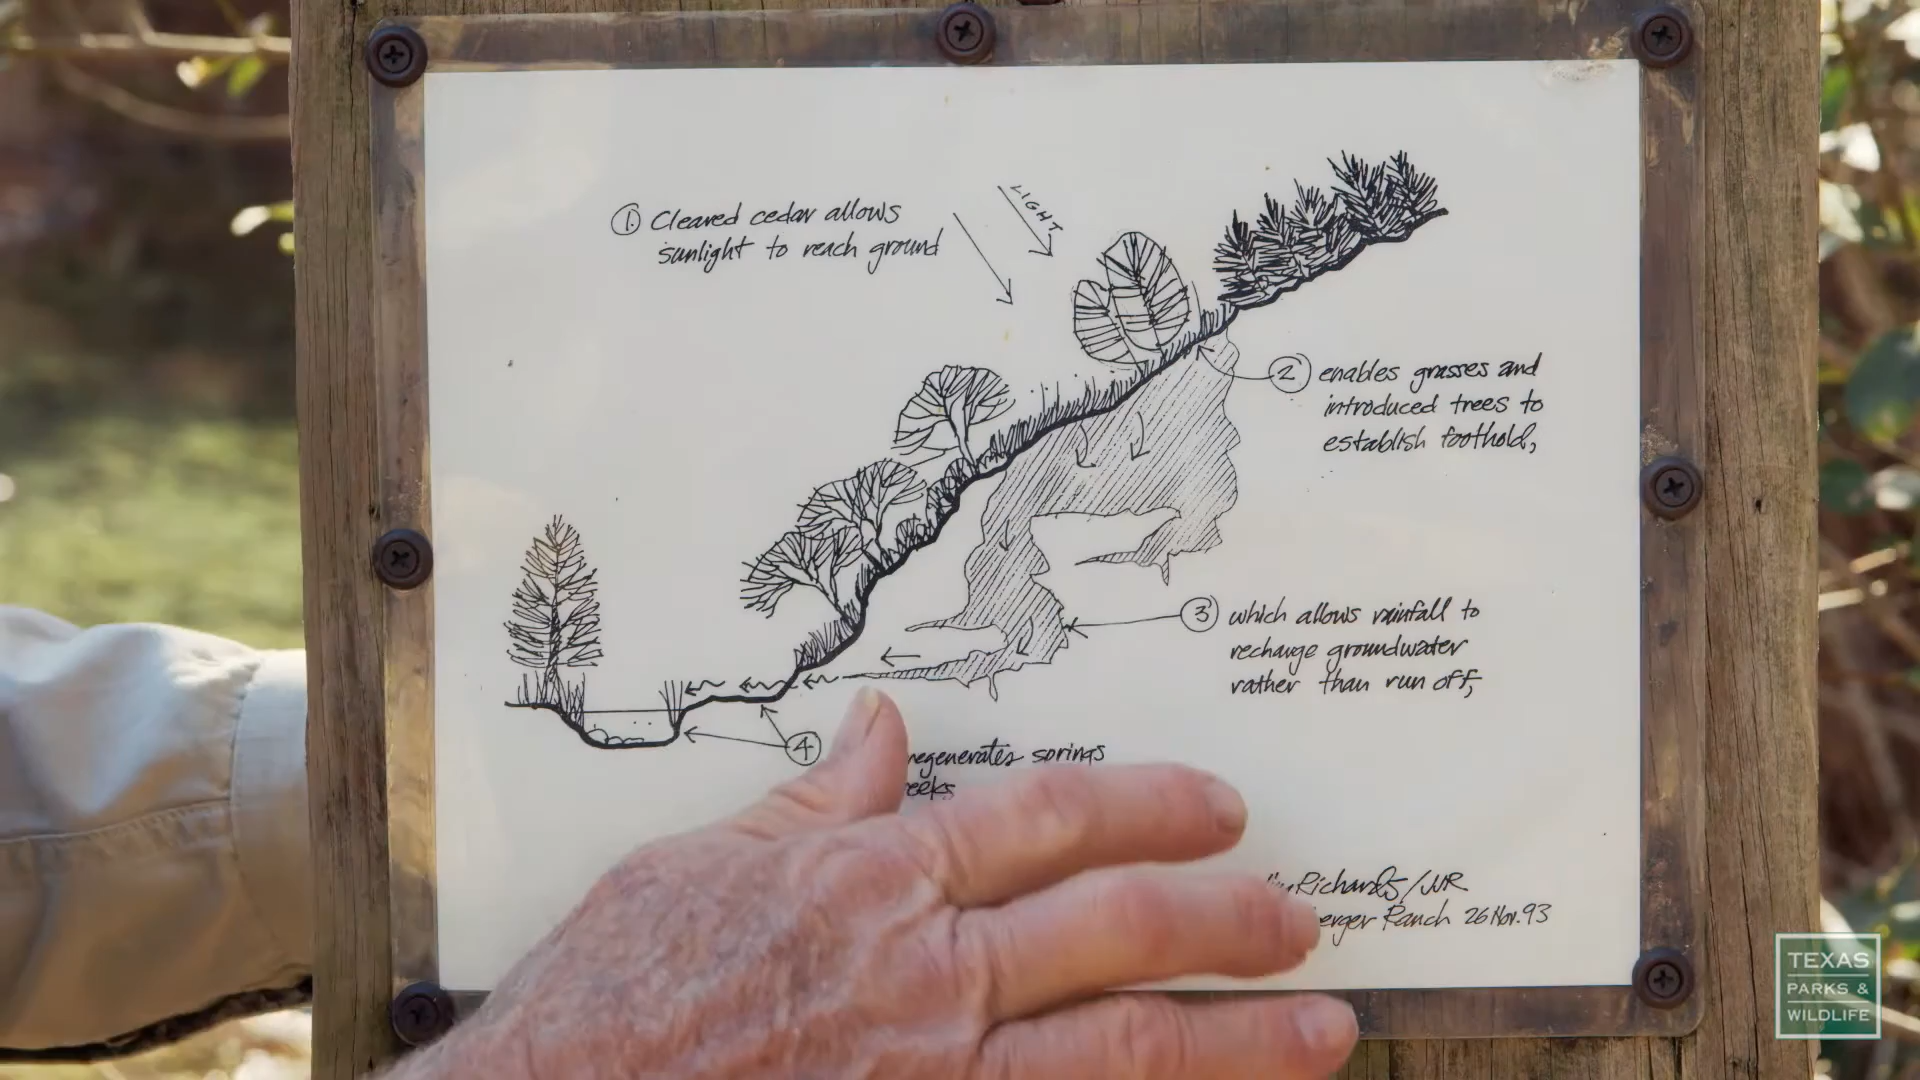 1. Cleared cedar allows
sunlight to reach ground
LIGHT
2 enables grasses and
introduced trees to
establish foothold,
3 which allows rainfall to
recharge groundwater
rather than run off,
4 regenerates springs
Richards/JJR
Ranch 26 Nov. 93
TEXAS
PARKS &
WILDLIFE